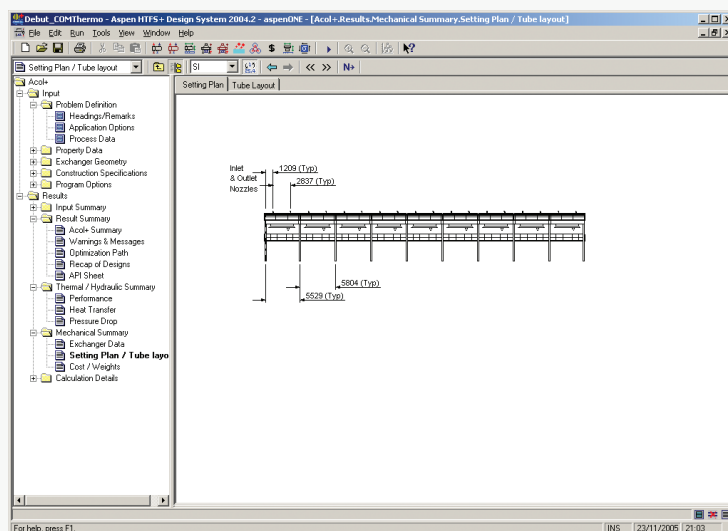 Debut_COMThermo - Aspen HTFS+ Design System 2004.2 - aspenONE - [Acol+.Results.Mechanical Summary.Setting Plan / Tube layout]
File Edit Run Tools View Window Help
Setting Plan / Tube layout
SI
N+
Acol+
Input
Problem Definition
Headings/Remarks
Application Options
Process Data
Property Data
Exchanger Geometry
Construction Specifications
Program Options
Results
Input Summary
Result Summary
Acol+ Summary
Warnings & Messages
Optimization Path
Recap of Designs
API Sheet
Thermal / Hydraulic Summary
Performance
Heat Transfer
Pressure Drop
Mechanical Summary
Exchanger Data
Setting Plan / Tube layo
Cost / Weights
Calculation Details
Setting Plan Tube Layout
Inlet
& Outlet
Nozzles
1209 (Typ)
2837 (Typ)
5804 (Typ)
5529 (Typ)
For help, press F1.
INS 23/11/2005 21:03